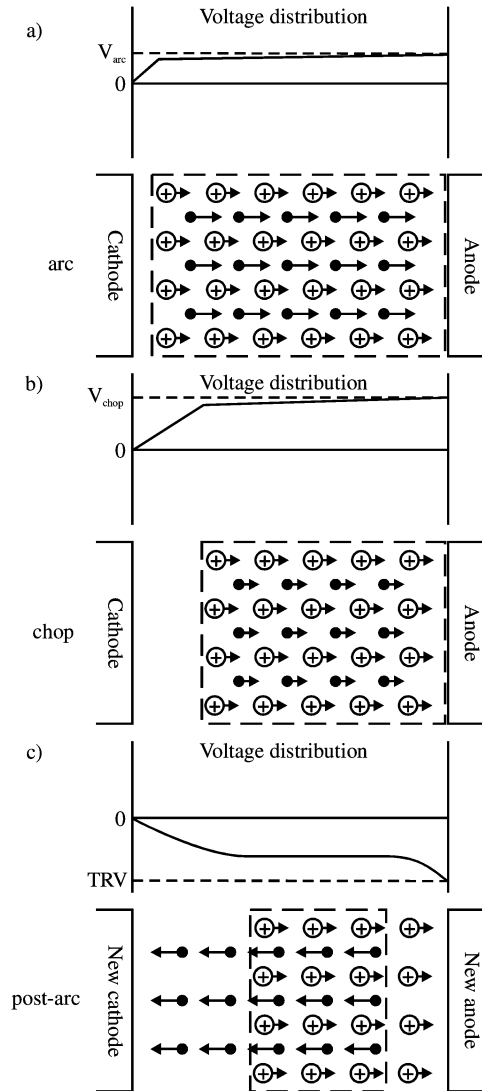 a)
Voltage distribution
V_arc
0
arc
Cathode
Anode
b)
Voltage distribution
V_chop
0
chop
Cathode
Anode
c)
Voltage distribution
0
TRV
post-arc
New cathode
New anode